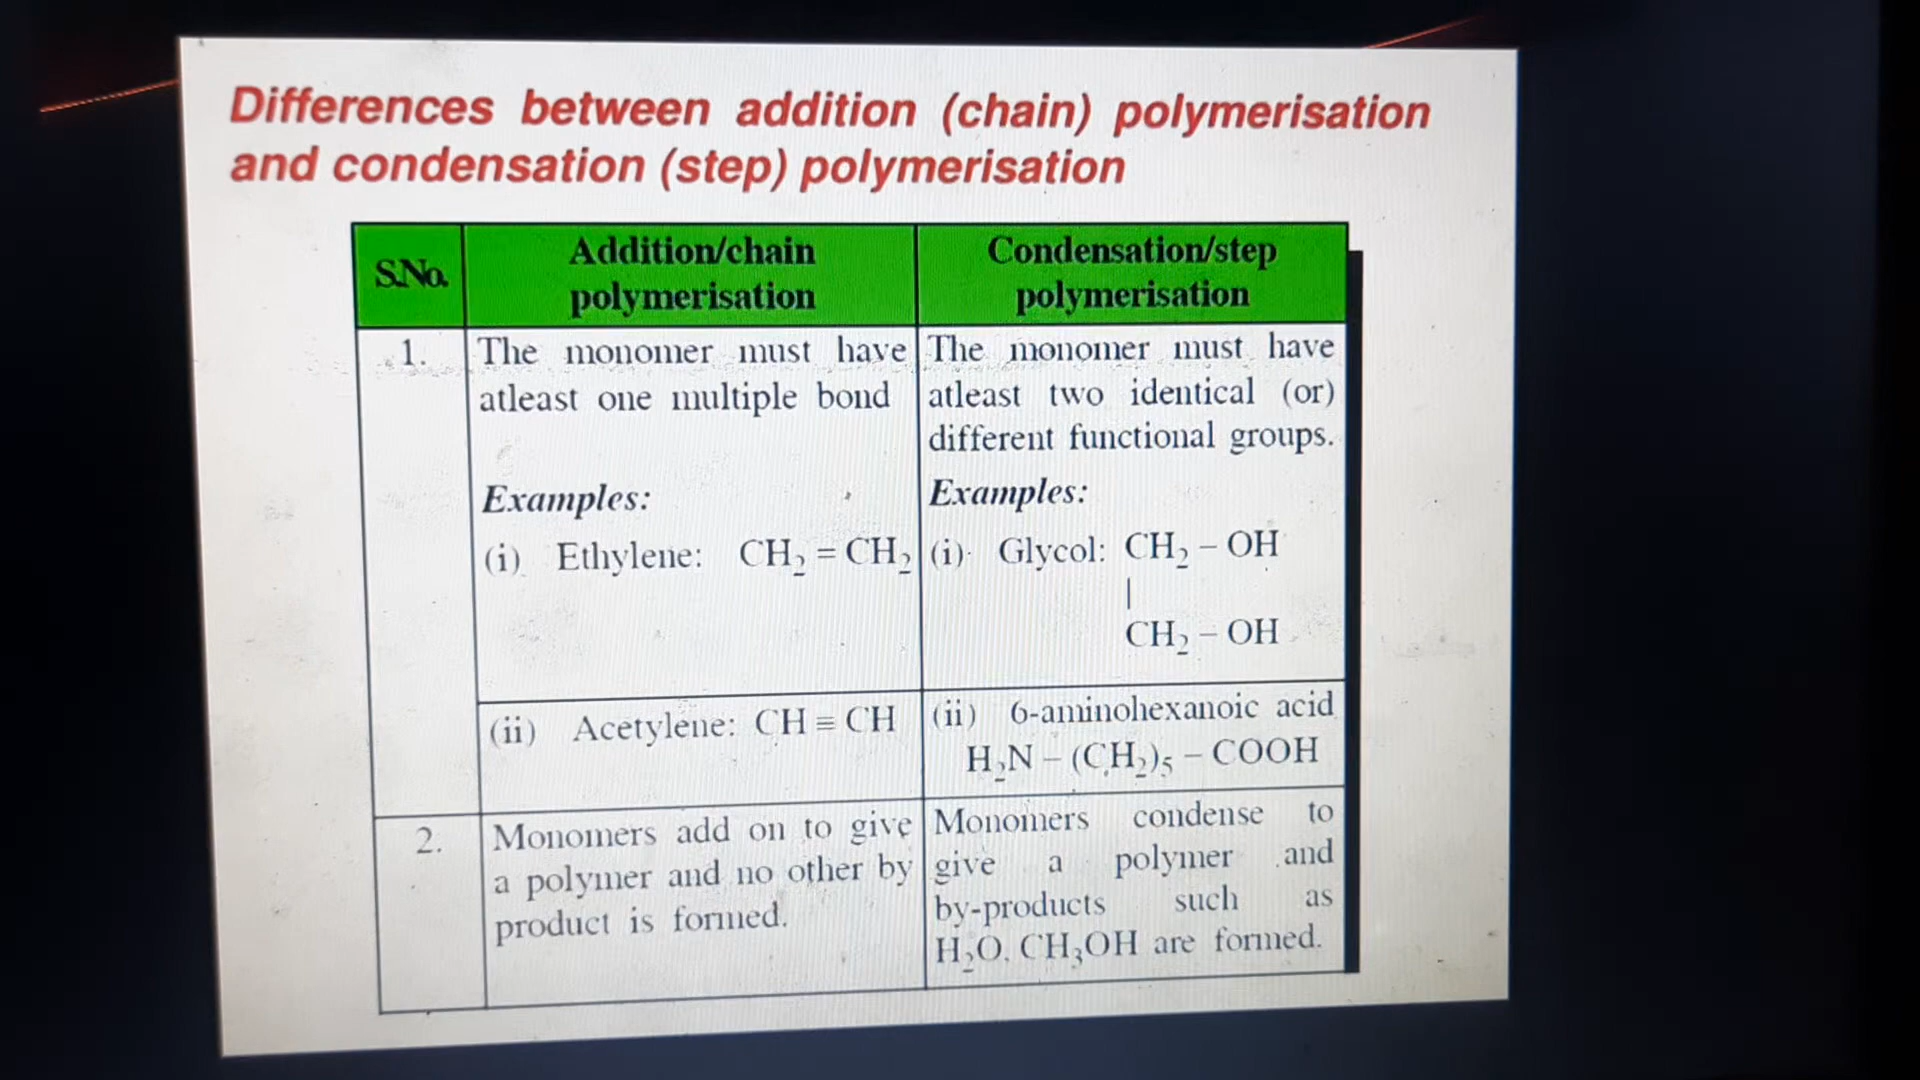 Differences between addition (chain) polymerisation
and condensation (step) polymerisation
S.No.
Addition/chain
polymerisation
Condensation/step
polymerisation
1.
The monomer must have
atleast one multiple bond
Examples:
(i) Ethylene: CH₂ = CH₂
The monomer must have
atleast two identical (or)
different functional groups.
Examples:
(i) Glycol: CH₂ – OH
|
CH₂ – OH
(ii) Acetylene: CH ≡ CH
(ii) 6-aminohexanoic acid
H₂N – (CH₂)₅ – COOH
2.
Monomers add on to give
a polymer and no other by
product is formed.
Monomers condense to
give a polymer and
by-products such as
H₂O, CH₃OH are formed.